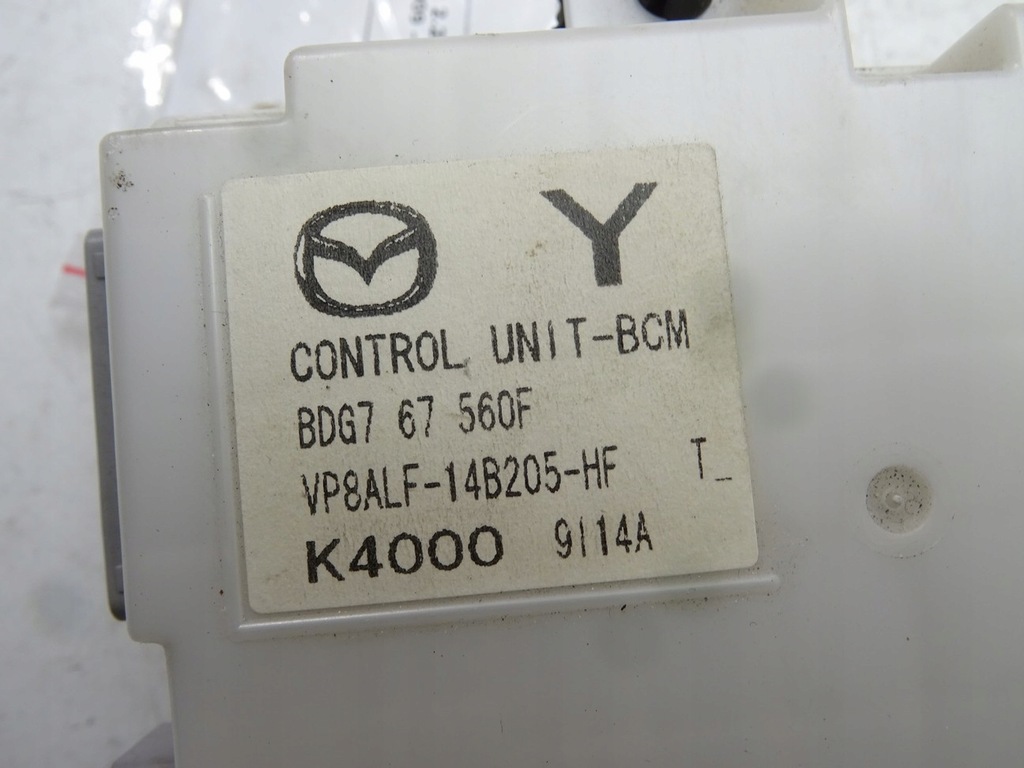 Y
CONTROL UNIT-BCM
BDG7 67 560F
VP8ALF-14B205-HF T_
K4000 9114A